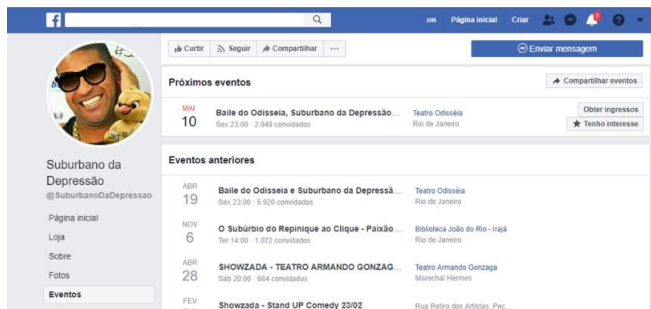 f
on Página inicial Criar
Curtir Seguir Compartilhar ...
Enviar mensagem
Próximos eventos
Compartilhar eventos
MAI
10
Baile do Odisseia, Suburbano da Depressão...
Sex 23:00 · 2.949 convidados
Teatro Odisséia
Rio de Janeiro
Obter ingressos
Tenho interesse
Suburbano da
Depressão
@SuburbanoDaDepressao
Página inicial
Loja
Sobre
Fotos
Eventos
Eventos anteriores
ABR
19
Baile do Odisseia e Suburbano da Depressã...
Sex 23:00 · 5.920 convidados
Teatro Odisséia
Rio de Janeiro
NOV
6
O Subúrbio do Repinique ao Clique - Paixão...
Ter 14:00 · 1.072 convidados
Biblioteca João do Rio - Irajá
Rio de Janeiro
ABR
28
SHOWZADA - TEATRO ARMANDO GONZAG...
Sáb 20:00 · 684 convidados
Teatro Armando Gonzaga
Marechal Hermes
FEV
Showzada - Stand UP Comedy 23/02
Rua Retiro dos Artistas, Pec...